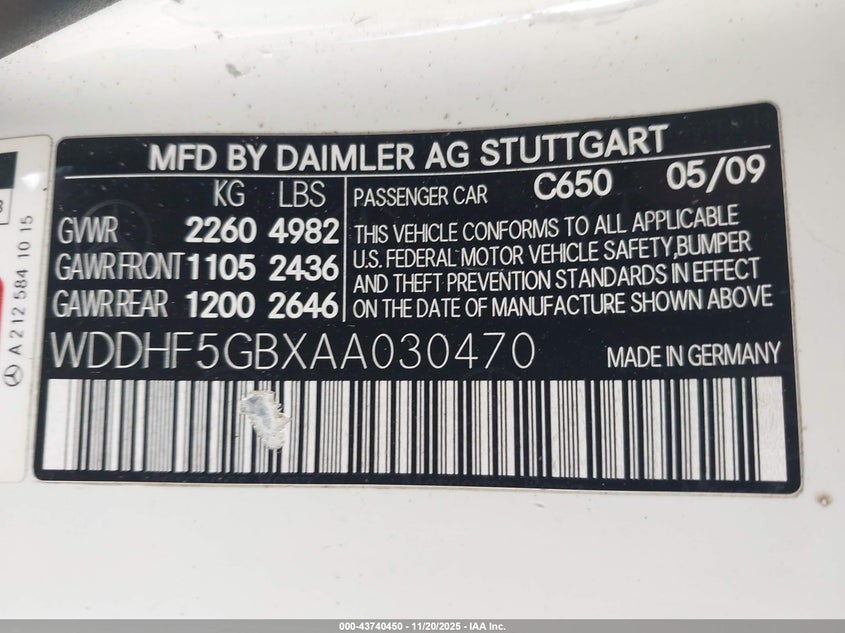 MFD BY DAIMLER AG STUTTGART
KG LBS
GVWR 2260 4982
GAWR FRONT 1105 2436
GAWR REAR 1200 2646
PASSENGER CAR C650 05/09
THIS VEHICLE CONFORMS TO ALL APPLICABLE
U.S. FEDERAL MOTOR VEHICLE SAFETY,BUMPER
AND THEFT PREVENTION STANDARDS IN EFFECT
ON THE DATE OF MANUFACTURE SHOWN ABOVE
WDDHF5GBXAA030470 MADE IN GERMANY
A 212 584 10 15
000-43740450 - 11/20/2025 - IAA Inc.